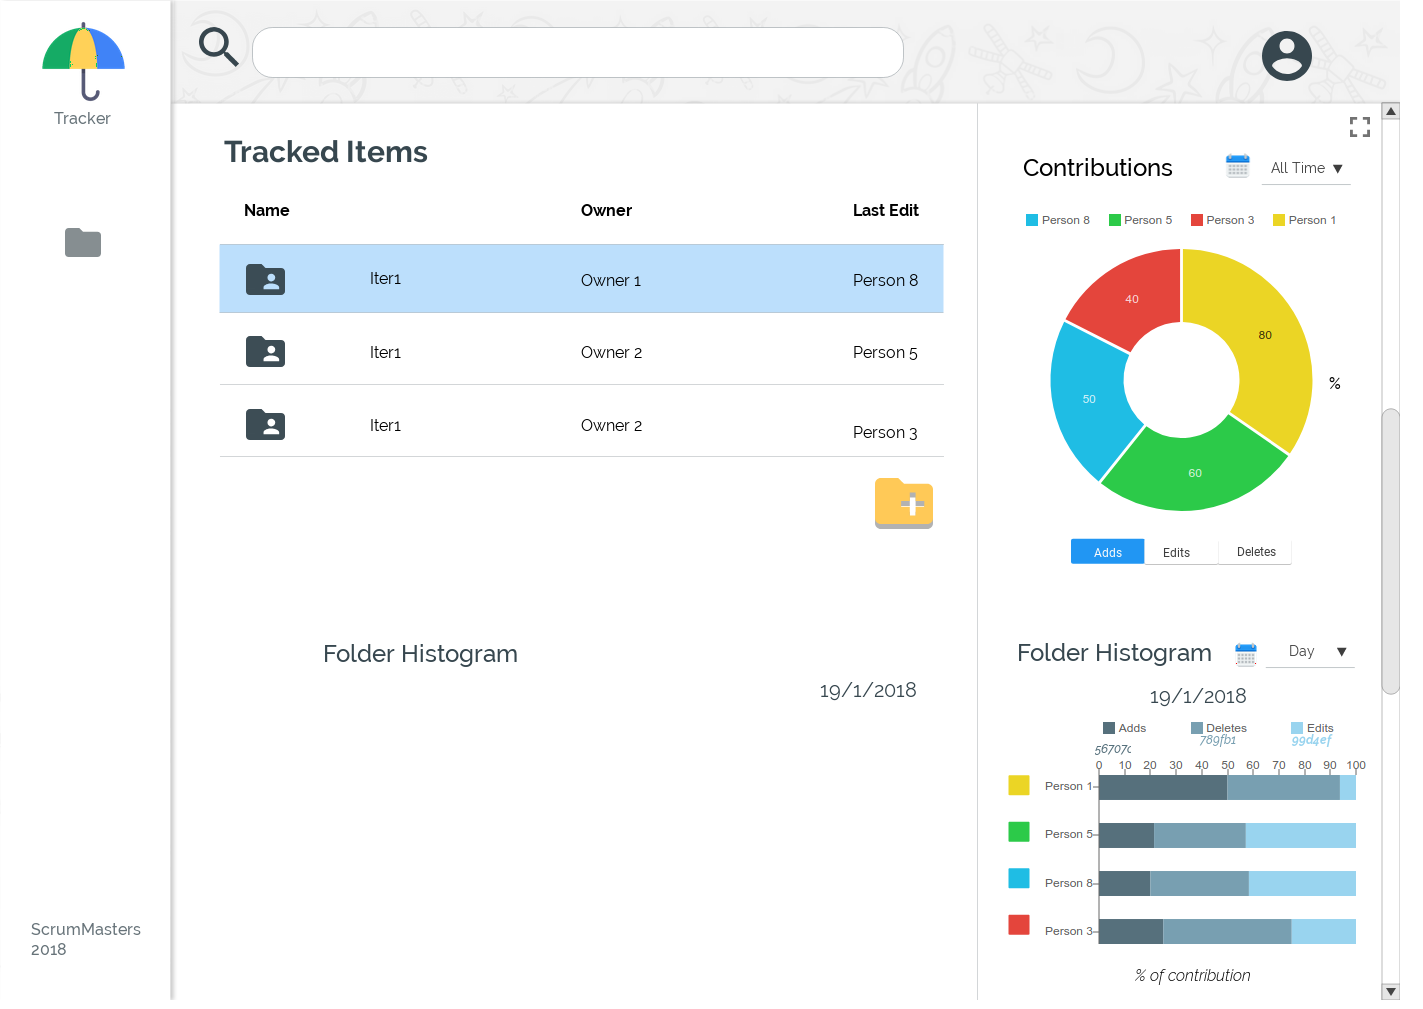 Tracker
ScrumMasters
2018
Tracked Items
Name Owner Last Edit
Iter1 Owner 1 Person 8
Iter1 Owner 2 Person 5
Iter1 Owner 2 Person 3
Folder Histogram
19/1/2018
Contributions All Time ▼
Person 8 Person 5 Person 3 Person 1
40
80
50
60
%
Adds Edits Deletes
Folder Histogram Day ▼
19/1/2018
Adds Deletes Edits
56707c 789fb1 99d4ef
0 10 20 30 40 50 60 70 80 90 100
Person 1
Person 5
Person 8
Person 3
% of contribution